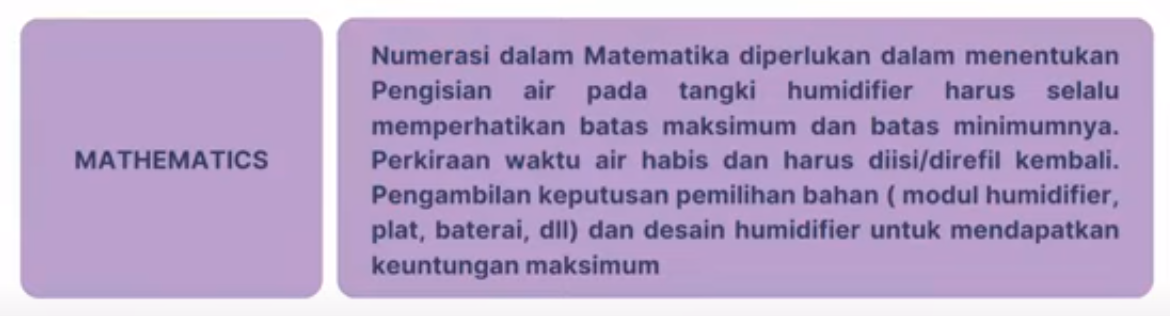 MATHEMATICS
Numerasi dalam Matematika diperlukan dalam menentukan
Pengisian air pada tangki humidifier harus selalu
memperhatikan batas maksimum dan batas minimumnya.
Perkiraan waktu air habis dan harus diisi/direfil kembali.
Pengambilan keputusan pemilihan bahan ( modul humidifier,
plat, baterai, dll) dan desain humidifier untuk mendapatkan
keuntungan maksimum